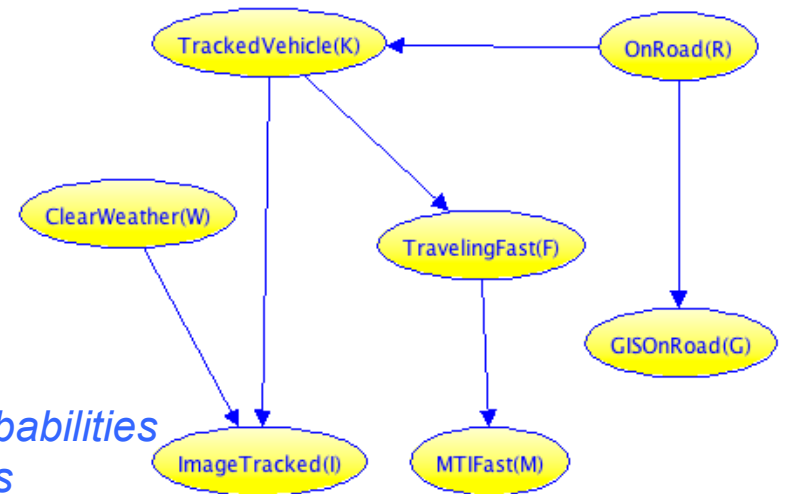 TrackedVehicle(K)
OnRoad(R)
ClearWeather(W)
TravelingFast(F)
GISOnRoad(G)
babilities
ImageTracked(I)
MTIFast(M)
s